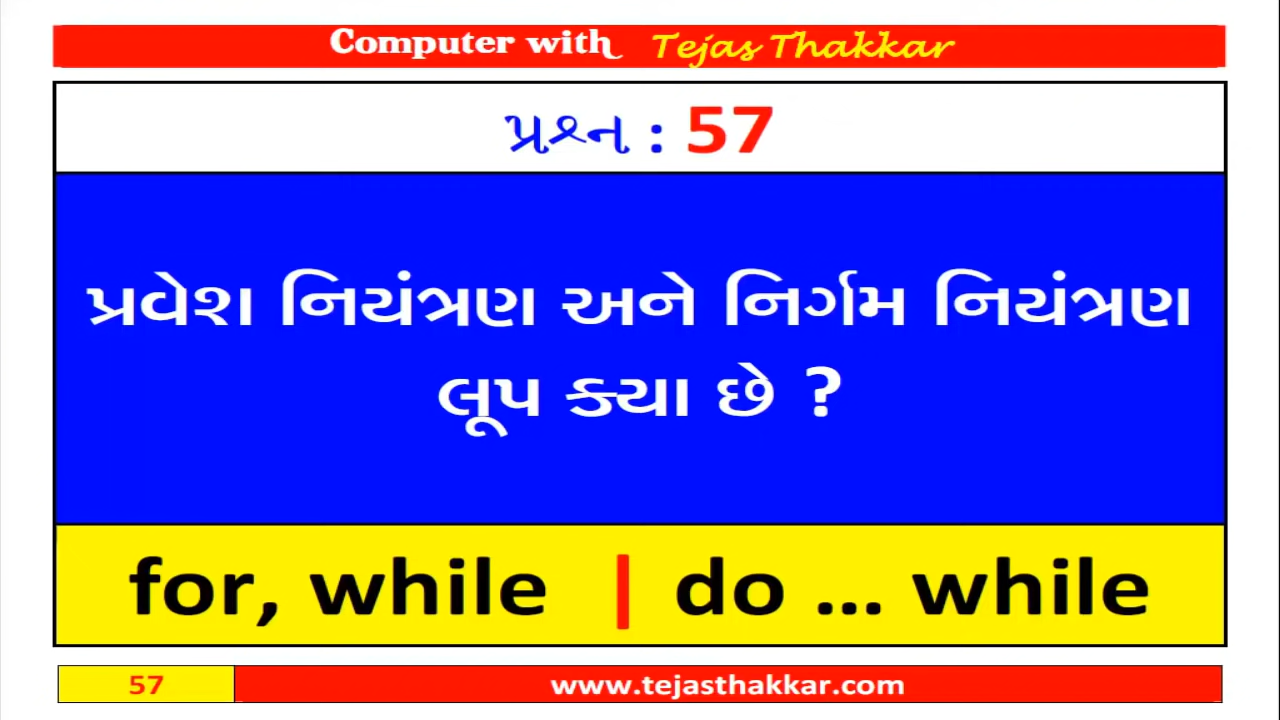 Computer with Tejas Thakkar
પ્રશ્ન : 57
પ્રવેશ નિયંત્રણ અને નિર્ગમ નિયંત્રણ
લૂપ ક્યા છે ?
for, while | do ... while
57 www.tejasthakkar.com